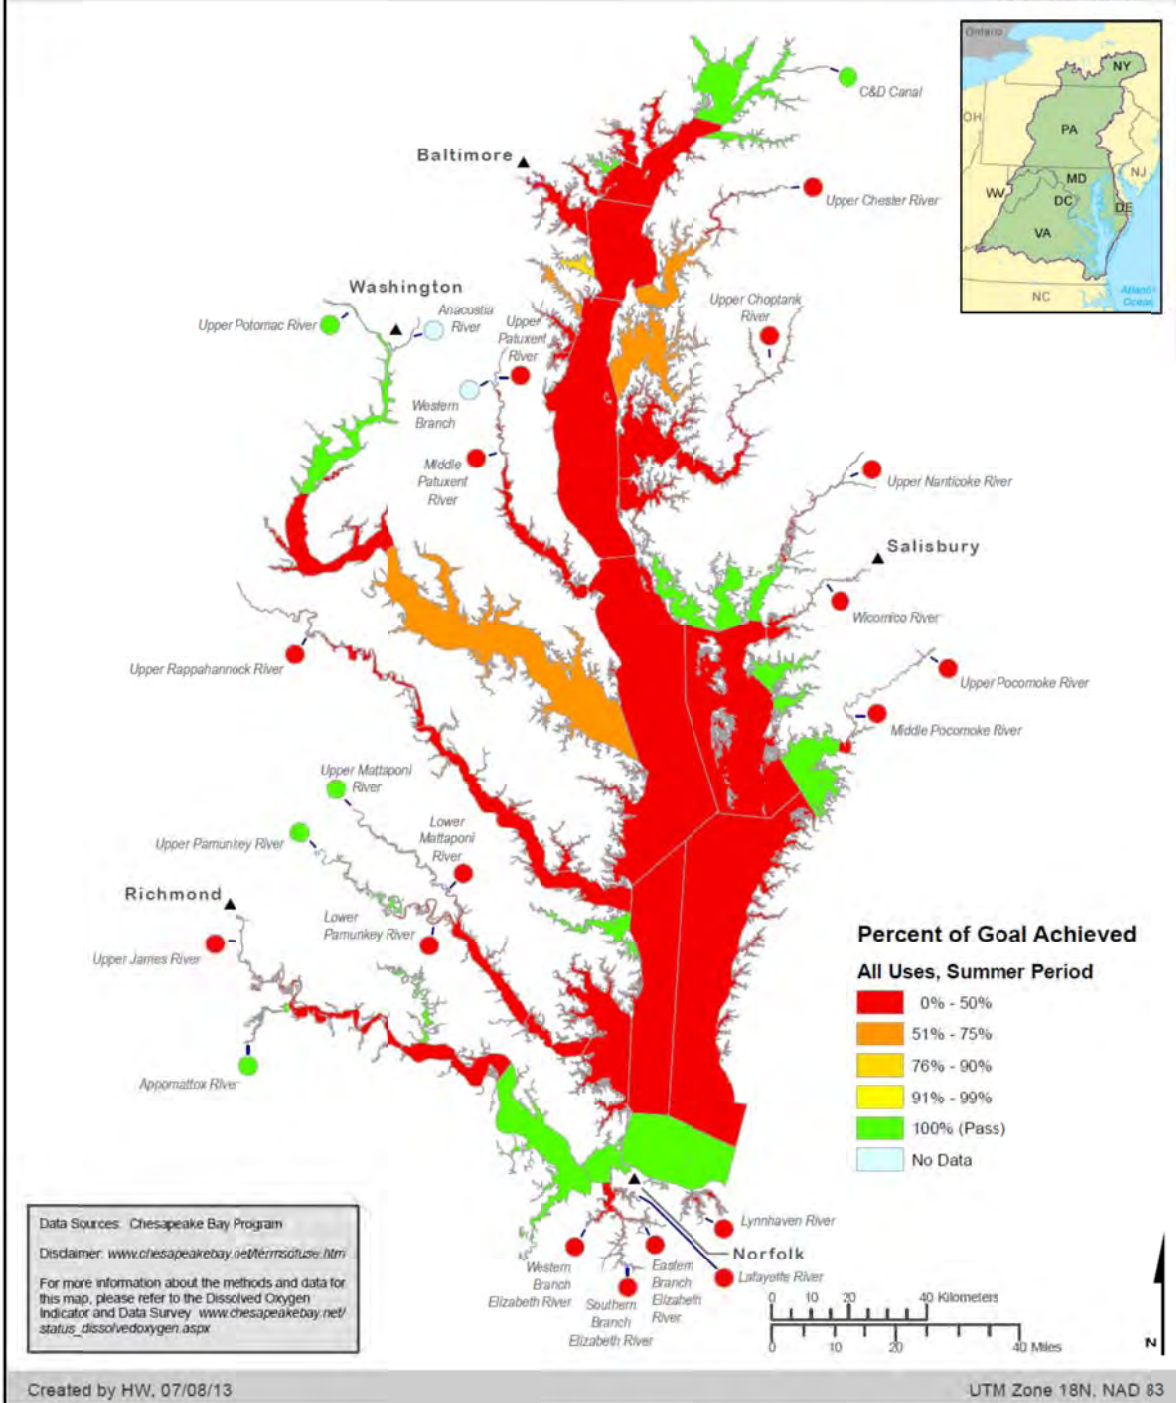 Ontario
NY
OH
PA
NJ
MD
WV
DC
DE
VA
NC
Atlantic
Ocean
C&D Canal
Baltimore
Upper Chester River
Washington
Anacostia
River
Upper Potomac River
Upper
Patuxent
River
Upper Choptank
River
Western
Branch
Middle
Patuxent
River
Upper Nanticoke River
Salisbury
Wicomico River
Upper Rappahannock River
Upper Pocomoke River
Middle Pocomoke River
Upper Mattaponi
River
Lower
Mattaponi
River
Upper Pamunkey River
Richmond
Lower
Pamunkey River
Upper James River
Appomattox River
Percent of Goal Achieved
All Uses, Summer Period
0% - 50%
51% - 75%
76% - 90%
91% - 99%
100% (Pass)
No Data
Lynnhaven River
Norfolk
Lafayette River
Western
Branch
Elizabeth River
Southern
Branch
Elizabeth River
Eastern
Branch
Elizabeth
River
Data Sources: Chesapeake Bay Program
Disclaimer: www.chesapeakebay.net/termsofuse.htm
For more information about the methods and data for
this map, please refer to the Dissolved Oxygen
Indicator and Data Survey www.chesapeakebay.net/
status_dissolvedoxygen.aspx
0 10 20 40 Kilometers
0 10 20 40 Miles
N
Created by HW, 07/08/13
UTM Zone 18N, NAD 83